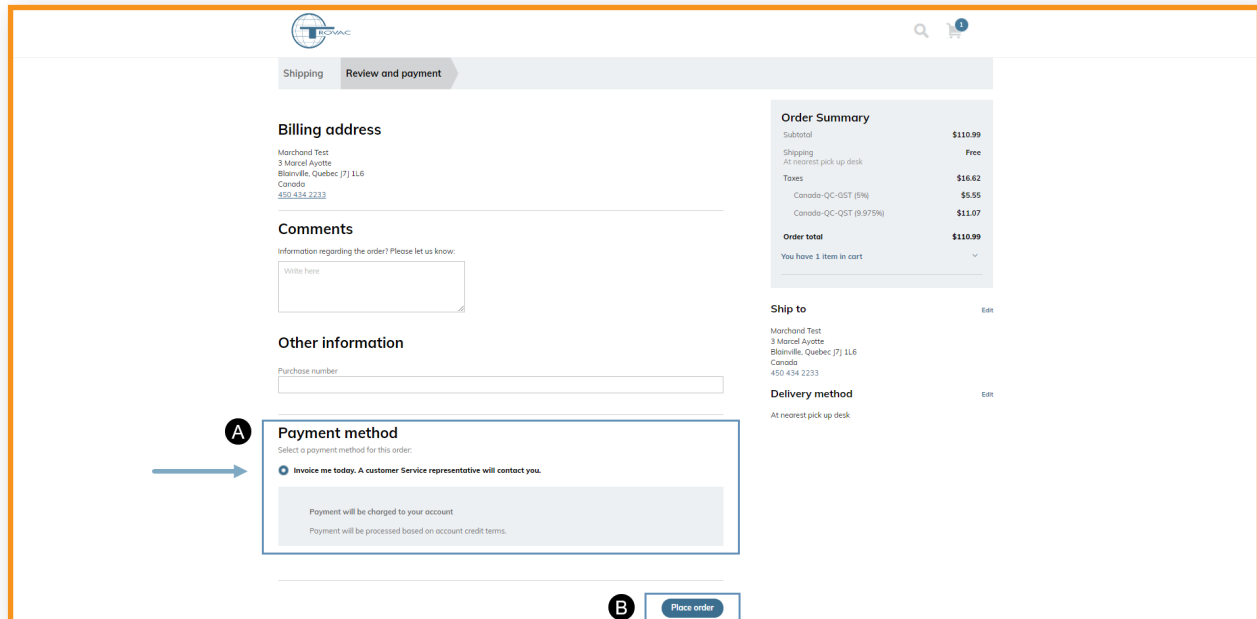 TROVAC
1
Shipping
Review and payment
Billing address
Marchand Test
3 Marcel Ayotte
Blainville, Quebec J7J 1L6
Canada
450 434 2233
Comments
Information regarding the order? Please let us know:
Write here
Other information
Purchase number
A
Payment method
Select a payment method for this order:
Invoice me today. A customer Service representative will contact you.
Payment will be charged to your account
Payment will be processed based on account credit terms.
B
Place order
Order Summary
Subtotal $110.99
Shipping Free
At nearest pick up desk
Taxes $16.62
Canada-QC-GST (5%) $5.55
Canada-QC-QST (9.975%) $11.07
Order total $110.99
You have 1 item in cart
Ship to Edit
Marchand Test
3 Marcel Ayotte
Blainville, Quebec J7J 1L6
Canada
450 434 2233
Delivery method Edit
At nearest pick up desk